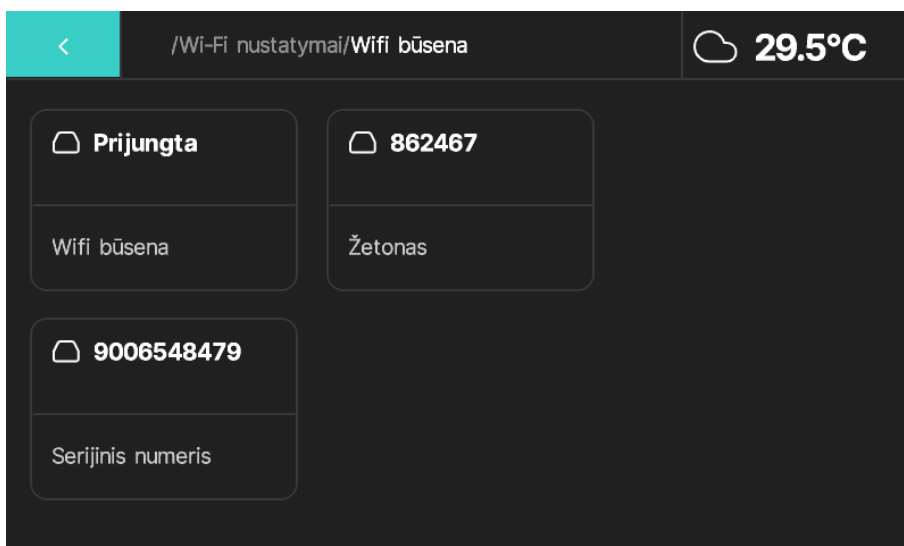 /Wi-Fi nustatymai/Wifi būsena
29.5°C
Prijungta
862467
Wifi būsena
Žetonas
9006548479
Serijinis numeris